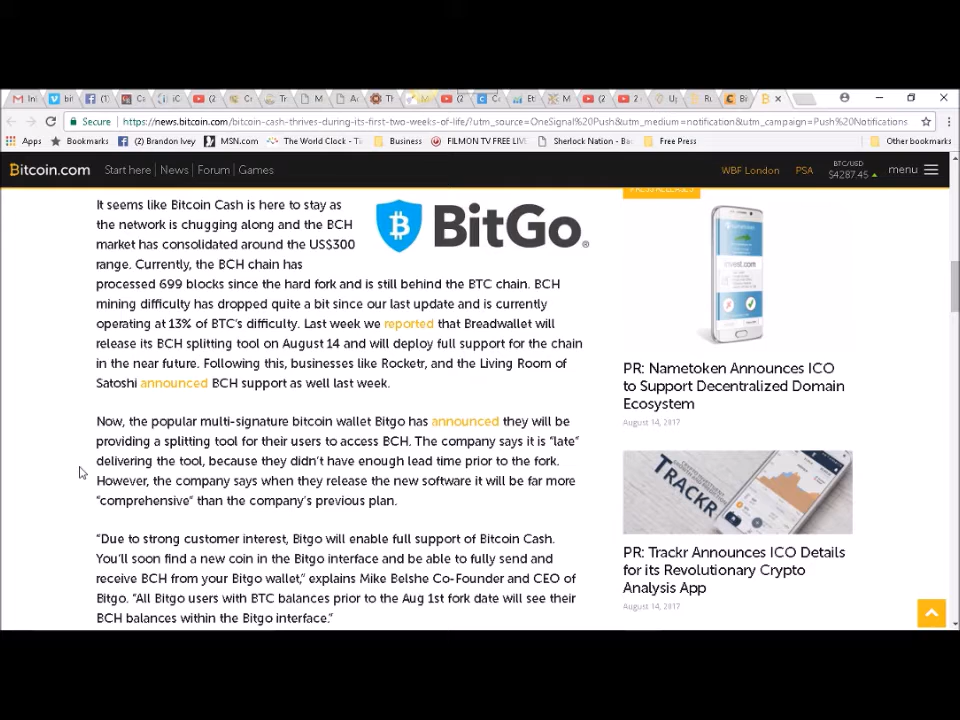 Secure
https://news.bitcoin.com/bitcoin-cash-thrives-during-its-first-two-weeks-of-life/?utm_source=OneSignal%20Push&utm_medium=notification&utm_campaign=Push%20Notifications
Apps Bookmarks (2) Brandon Ivey MSN.com The World Clock - Ti Business FILMON TV FREE LIVE Sherlock Nation - Ba Free Press Other bookmarks
Bitcoin.com Start here News Forum Games WBF London PSA BTC/USD $4287.45 menu
PRESS RELEASES
It seems like Bitcoin Cash is here to stay as
the network is chugging along and the BCH
market has consolidated around the US$300
range. Currently, the BCH chain has
BitGo
processed 699 blocks since the hard fork and is still behind the BTC chain. BCH
mining difficulty has dropped quite a bit since our last update and is currently
operating at 13% of BTC's difficulty. Last week we reported that Breadwallet will
release its BCH splitting tool on August 14 and will deploy full support for the chain
in the near future. Following this, businesses like Rocketr, and the Living Room of
Satoshi announced BCH support as well last week.
Now, the popular multi-signature bitcoin wallet Bitgo has announced they will be
providing a splitting tool for their users to access BCH. The company says it is "late"
delivering the tool, because they didn't have enough lead time prior to the fork.
However, the company says when they release the new software it will be far more
"comprehensive" than the company's previous plan.
"Due to strong customer interest, Bitgo will enable full support of Bitcoin Cash.
You'll soon find a new coin in the Bitgo interface and be able to fully send and
receive BCH from your Bitgo wallet," explains Mike Belshe Co-Founder and CEO of
Bitgo. "All Bitgo users with BTC balances prior to the Aug 1st fork date will see their
BCH balances within the Bitgo interface."
invest.com
PR: Nametoken Announces ICO
to Support Decentralized Domain
Ecosystem
August 14, 2017
TRACKR
PR: Trackr Announces ICO Details
for its Revolutionary Crypto
Analysis App
August 14, 2017